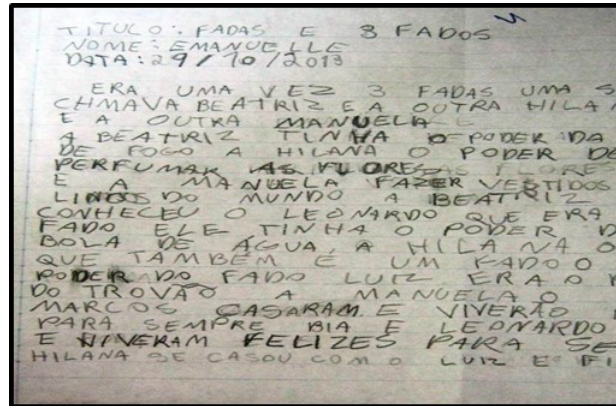 TITULO: FADAS E 3 FADOS
NOME: EMANUELLE
DATA: 29/10/2013
ERA UMA VEZ 3 FADAS UMA S
CHMAVA BEATRIZ E A OUTRA HILA
E A OUTRA MANUELA
A BEATRIZ TINHA O PODER DA
DE FOGO A HILANA O PODER DE
PERFUMAR AS FLORES FLORE
E A MANUELA FAZER VESTIDOS
LINDOS DO MUNDO A BEATRIZ
CONHECEU O LEONARDO QUE ERA
FADO ELE TINHA O PODER D
BOLA DE ÁGUA, A HILANA O
QUE TAMBÉM É UM FADO O
PODER DO FADO LUIZ ERA O
DO TROVÃO A MANUELA O
MARCOS CASARAM E VIVERÃO
PARA SEMPRE BIA E LEONARDO
E VIVERAM FELIZES PARA SE
HILANA SE CASOU COM O LUIZ E FI